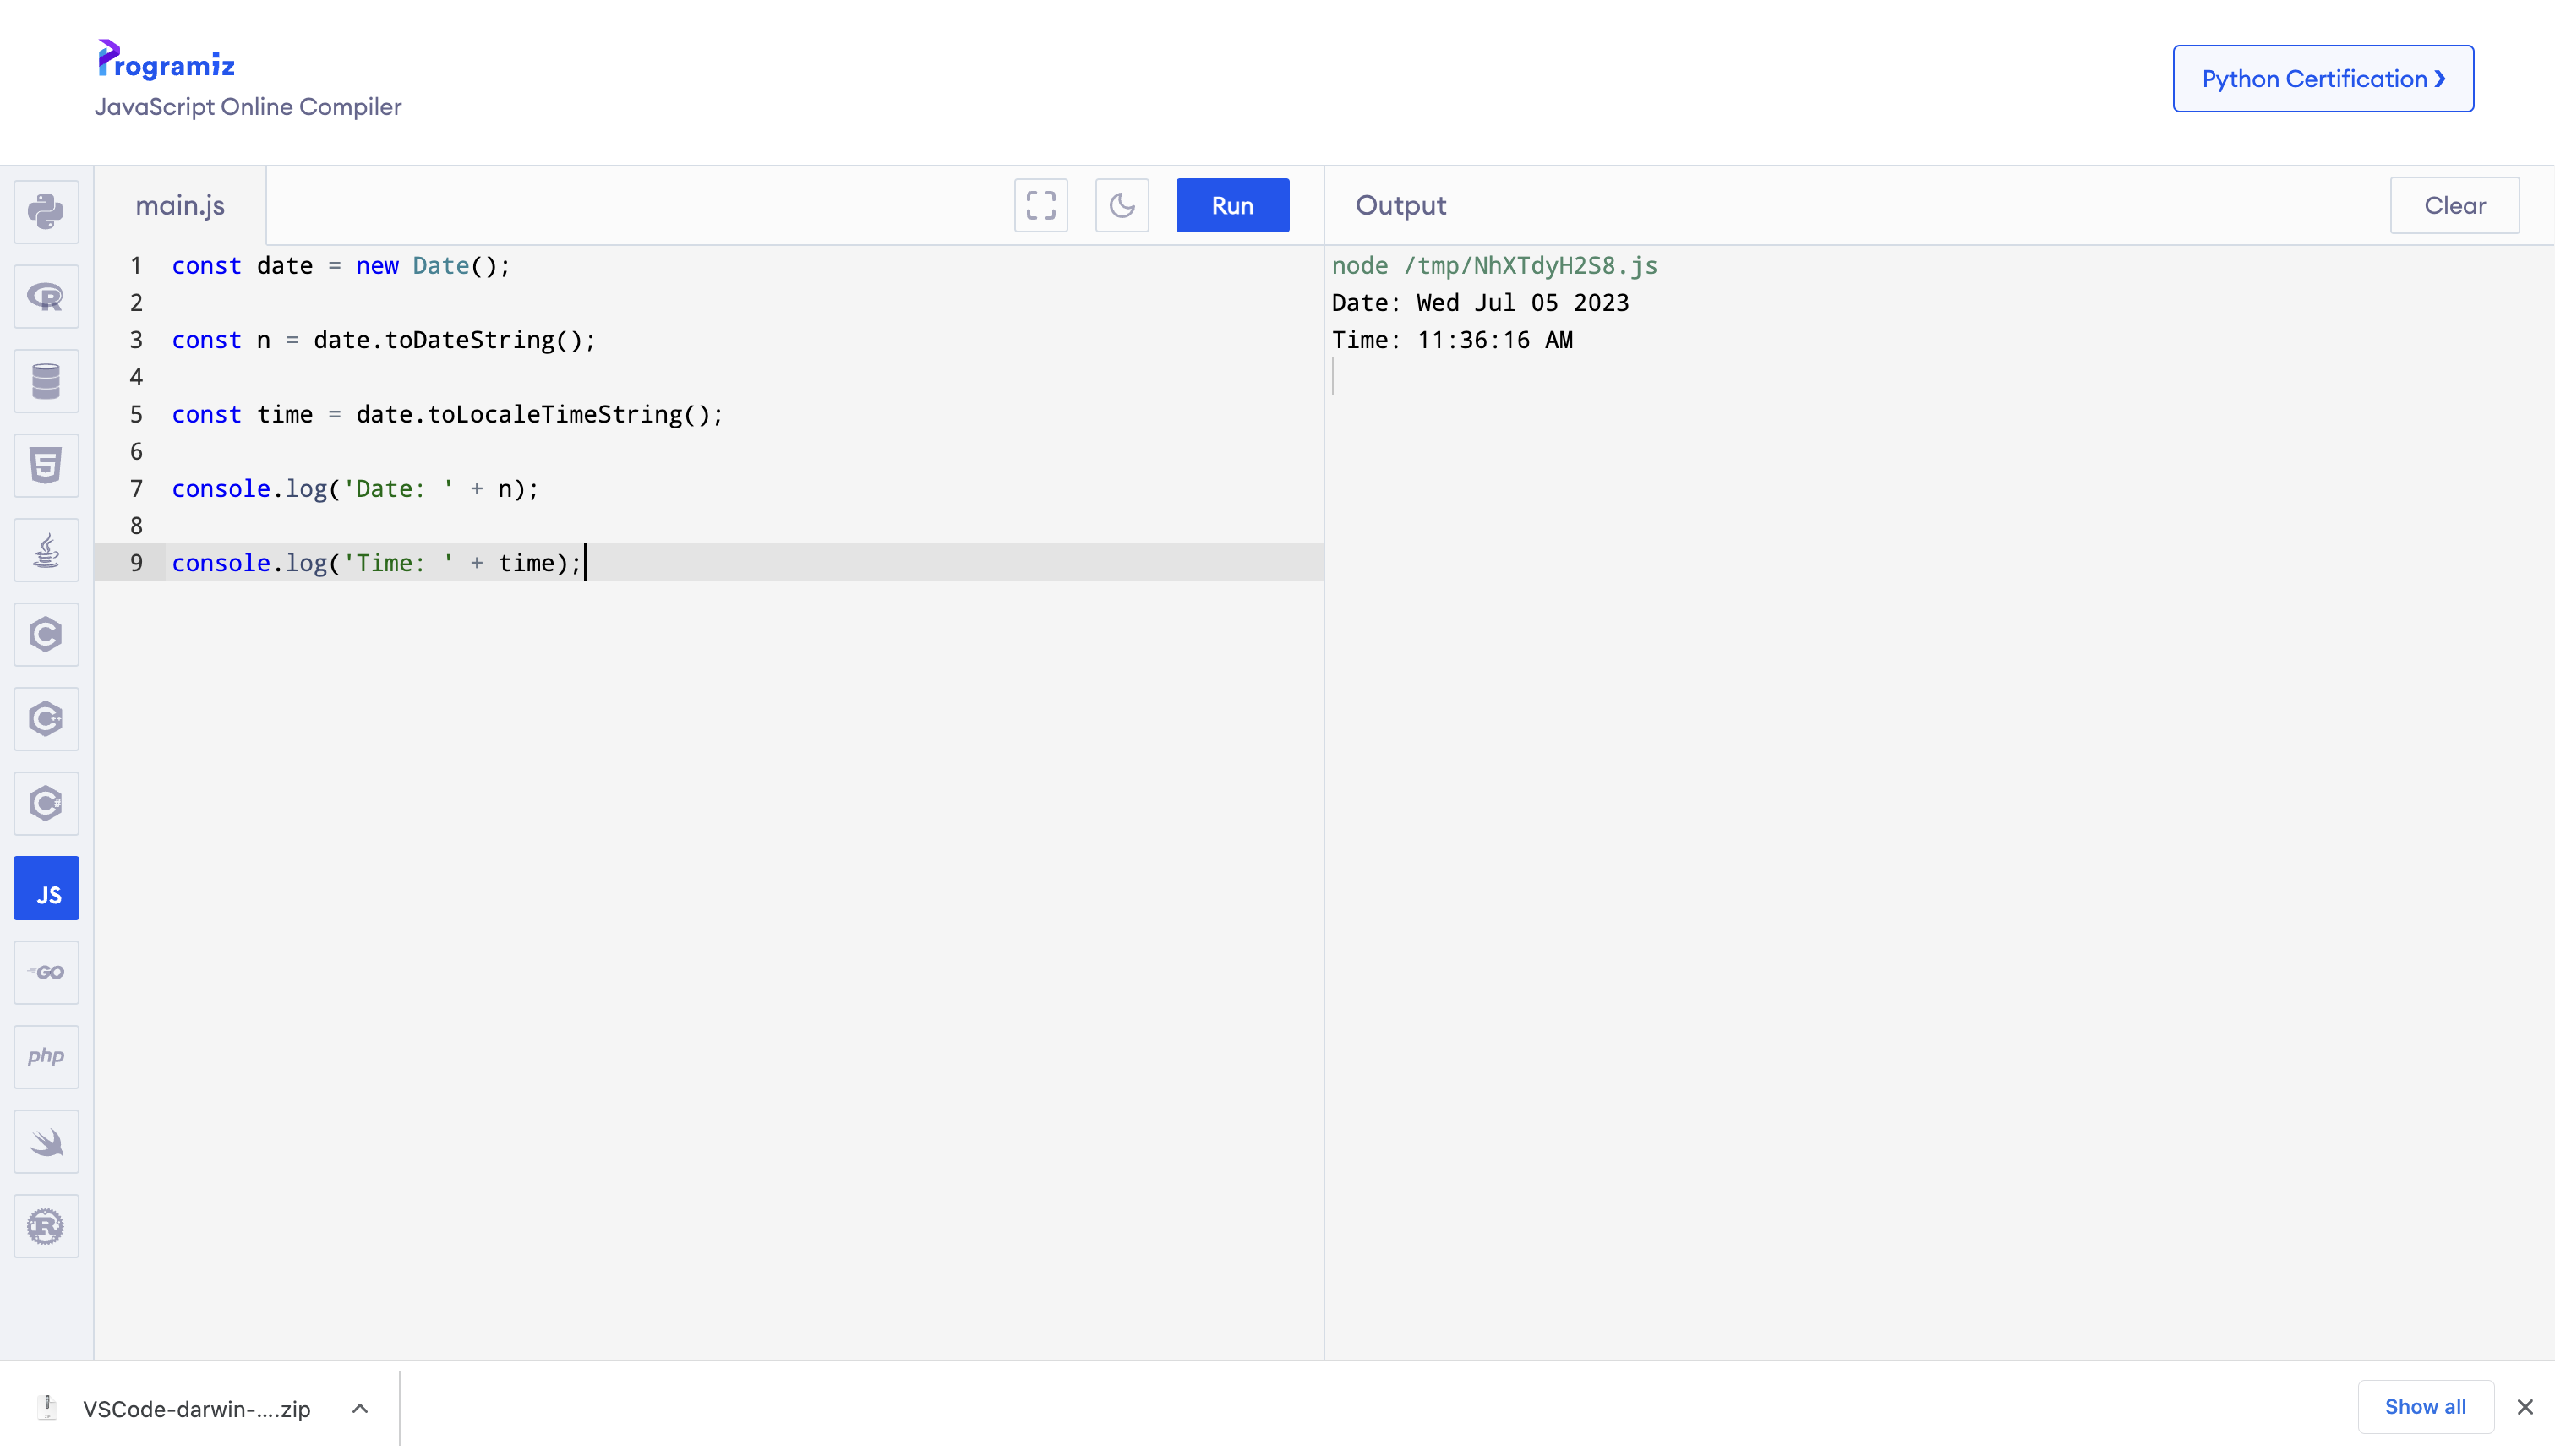 Programiz
JavaScript Online Compiler
Python Certification ❯
main.js
Run
Output
Clear
1 const date = new Date();
2
3 const n = date.toDateString();
4
5 const time = date.toLocaleTimeString();
6
7 console.log('Date: ' + n);
8
9 console.log('Time: ' + time);
node /tmp/NhXTdyH2S8.js
Date: Wed Jul 05 2023
Time: 11:36:16 AM
R
5
C
C++
C#
JS
GO
php
R
VSCode-darwin-....zip
Show all